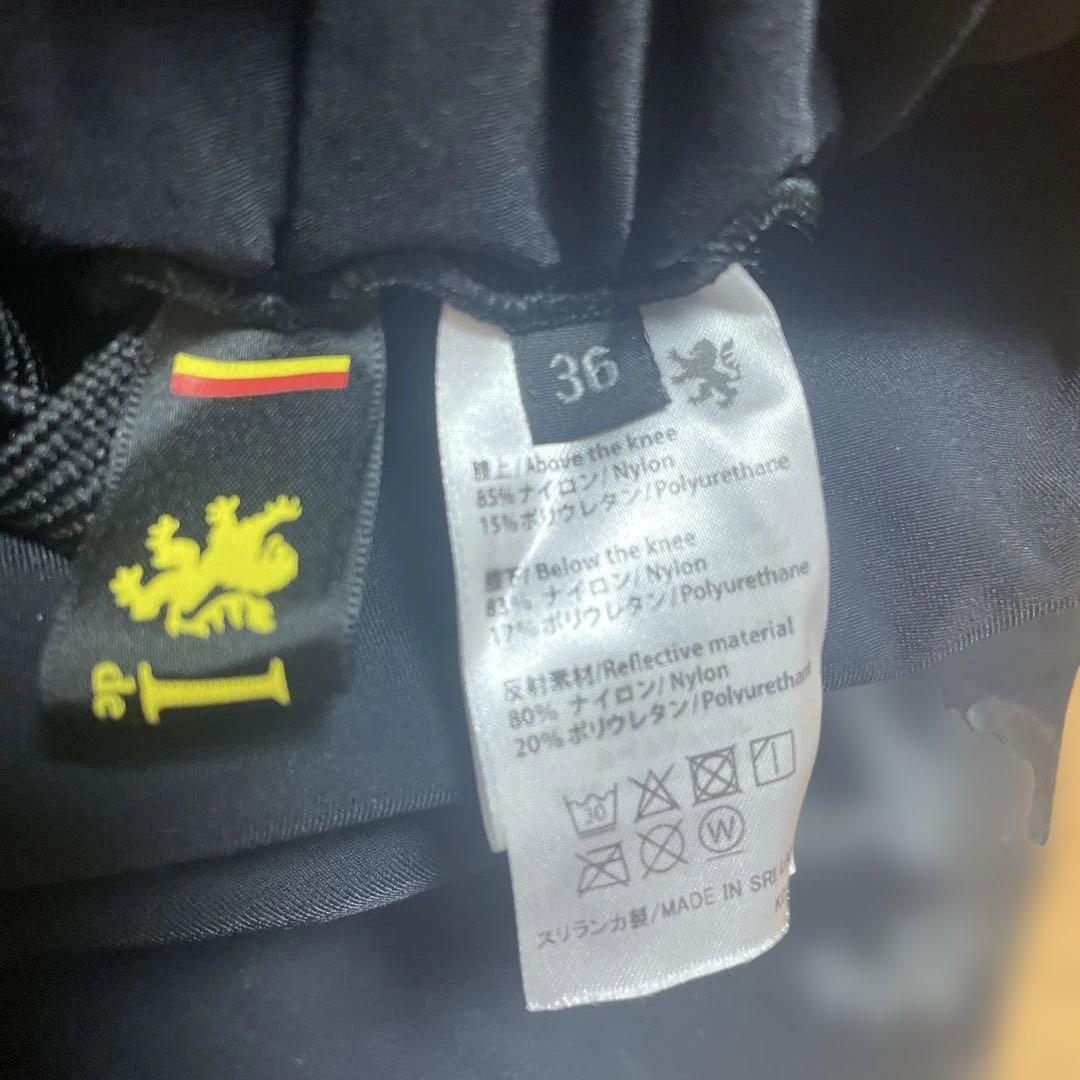 36
膝上/Above the knee
85%ナイロン/Nylon
15%ポリウレタン/Polyurethane
膝下/Below the knee
83% ナイロン/Nylon
17%ポリウレタン/Polyurethane
反射素材/Reflective material
80% ナイロン/Nylon
20%ポリウレタン/Polyurethane
30
W
スリランカ製/MADE IN SRI
de